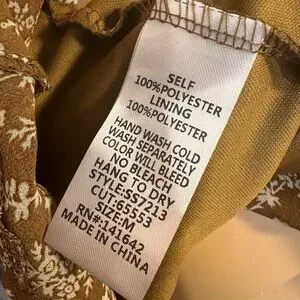 SELF
100%POLYESTER
LINING
100%POLYESTER
HAND WASH COLD
WASH SEPARATELY
COLOR WILL BLEED
NO BLEACH
HANG TO DRY
STYLE:SS7213
CUT:65553
SIZE:M
RN#:141642
MADE IN CHINA